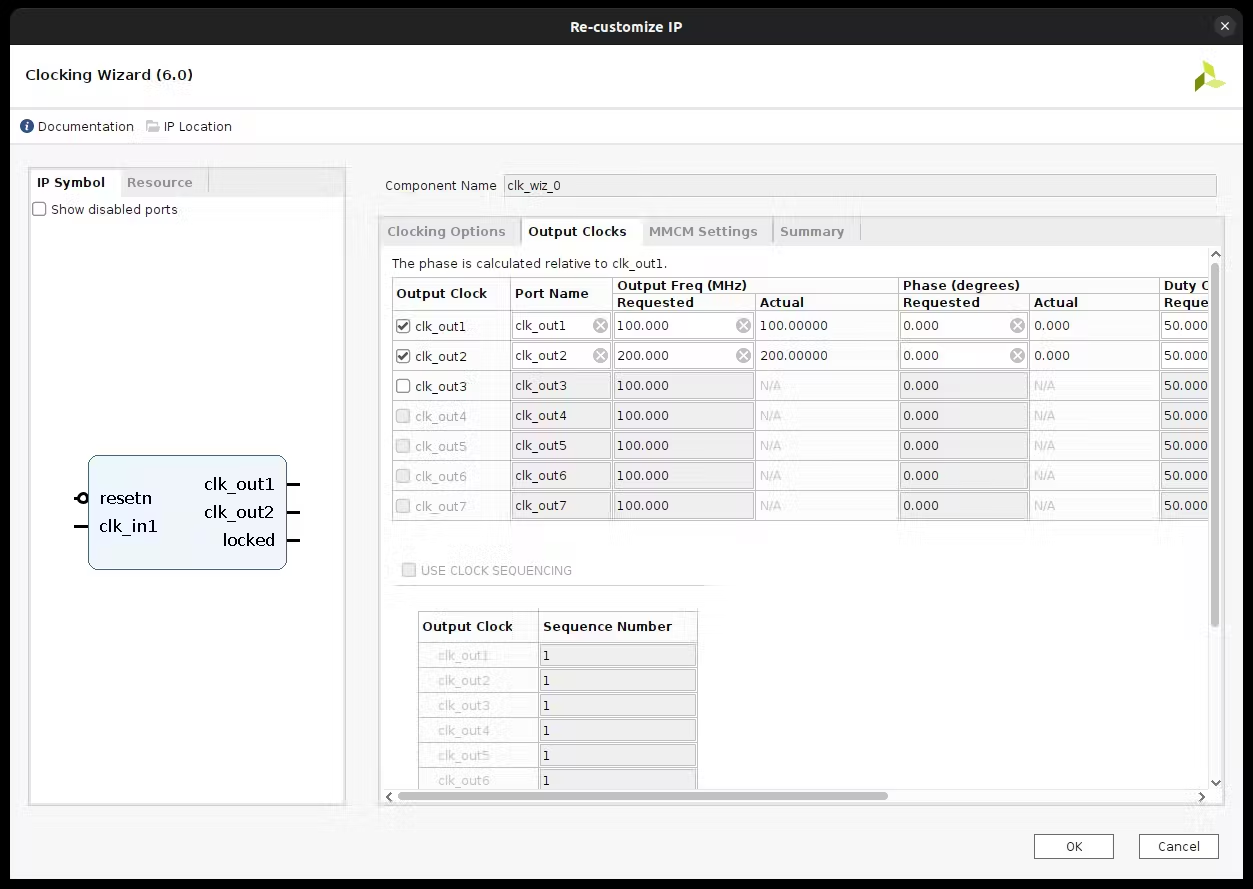 Re-customize IP
Clocking Wizard (6.0)
Documentation IP Location
IP Symbol Resource
Show disabled ports
resetn
clk_in1
clk_out1
clk_out2
locked
Component Name clk_wiz_0
Clocking Options Output Clocks MMCM Settings Summary
The phase is calculated relative to clk_out1.
Output Clock Port Name Output Freq (MHz) Phase (degrees) Duty C
Requested Actual Requested Actual Reque
clk_out1 clk_out1 100.000 100.00000 0.000 0.000 50.000
clk_out2 clk_out2 200.000 200.00000 0.000 0.000 50.000
clk_out3 clk_out3 100.000 N/A 0.000 N/A 50.000
clk_out4 clk_out4 100.000 N/A 0.000 N/A 50.000
clk_out5 clk_out5 100.000 N/A 0.000 N/A 50.000
clk_out6 clk_out6 100.000 N/A 0.000 N/A 50.000
clk_out7 clk_out7 100.000 N/A 0.000 N/A 50.000
USE CLOCK SEQUENCING
Output Clock Sequence Number
clk_out1 1
clk_out2 1
clk_out3 1
clk_out4 1
clk_out5 1
clk_out6 1
OK Cancel